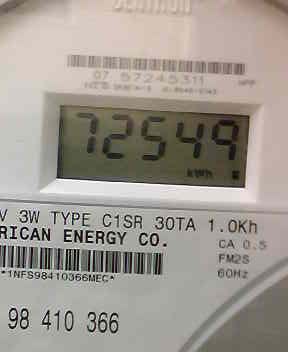 07 57245311
72549
kWh
V 3W TYPE C1SR 30TA 1.0Kh
RICAN ENERGY CO.
CA 0.5
FM2S
60Hz
*1NFS98410366MEC*
98 410 366